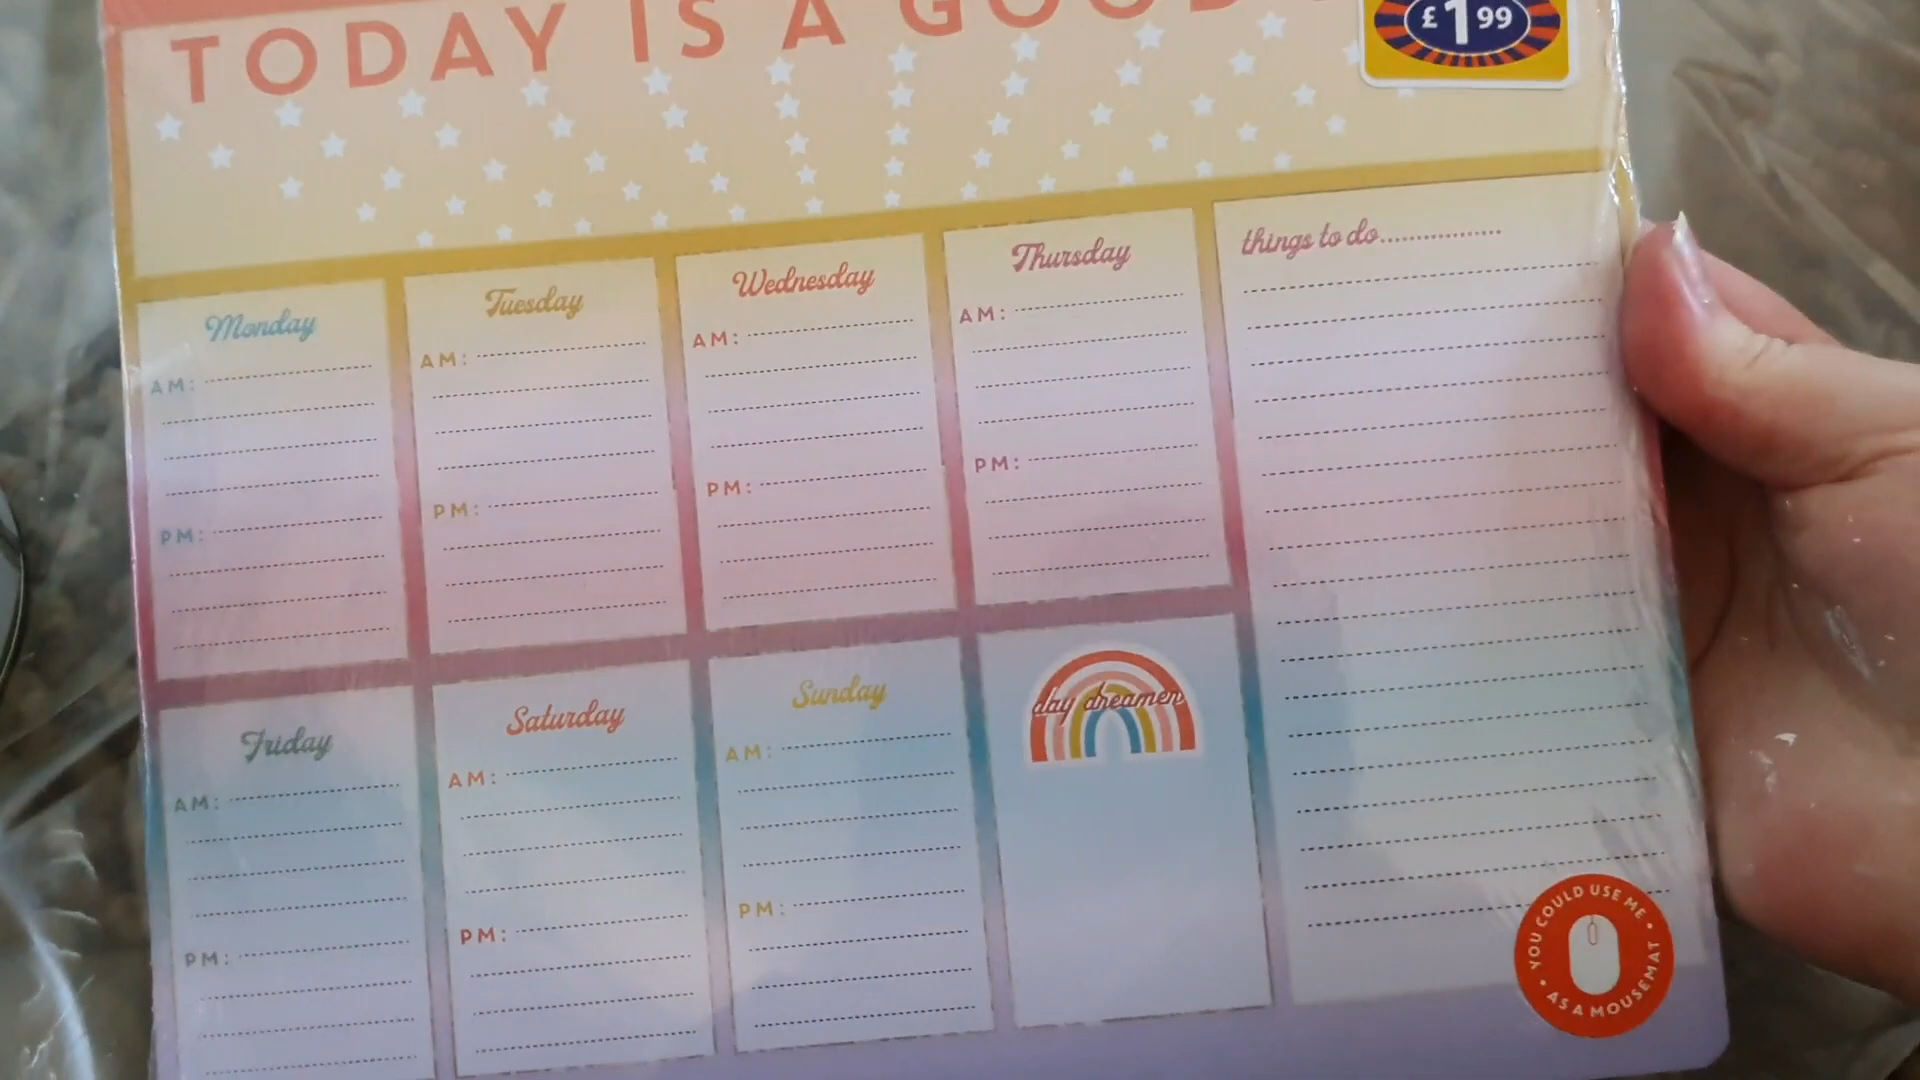 TODAY IS A GOOD
£1.99
Monday
AM:
PM:
Tuesday
AM:
PM:
Wednesday
AM:
PM:
Thursday
AM:
PM:
things to do.................
Friday
AM:
PM:
Saturday
AM:
PM:
Sunday
AM:
PM:
day dreamer
• YOU COULD USE ME •
AS A MOUSEMAT